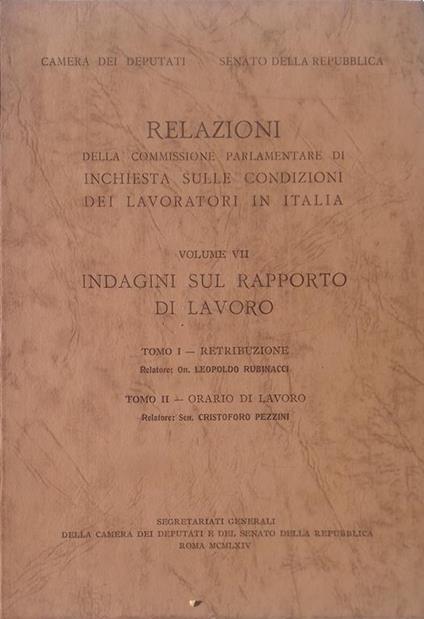 CAMERA DEI DEPUTATI SENATO DELLA REPUBBLICA
RELAZIONI
DELLA COMMISSIONE PARLAMENTARE DI
INCHIESTA SULLE CONDIZIONI
DEI LAVORATORI IN ITALIA
VOLUME VII
INDAGINI SUL RAPPORTO
DI LAVORO
TOMO I — RETRIBUZIONE
Relatore: On. LEOPOLDO RUBINACCI
TOMO II — ORARIO DI LAVORO
Relatore: Sen. CRISTOFORO PEZZINI
SEGRETARIATI GENERALI
DELLA CAMERA DEI DEPUTATI E DEL SENATO DELLA REPUBBLICA
ROMA MCMLXIV